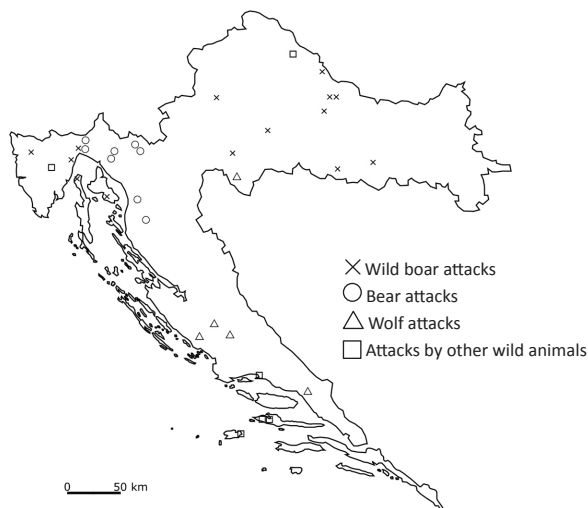 Wild boar attacks
Bear attacks
Wolf attacks
Attacks by other wild animals
0 50 km